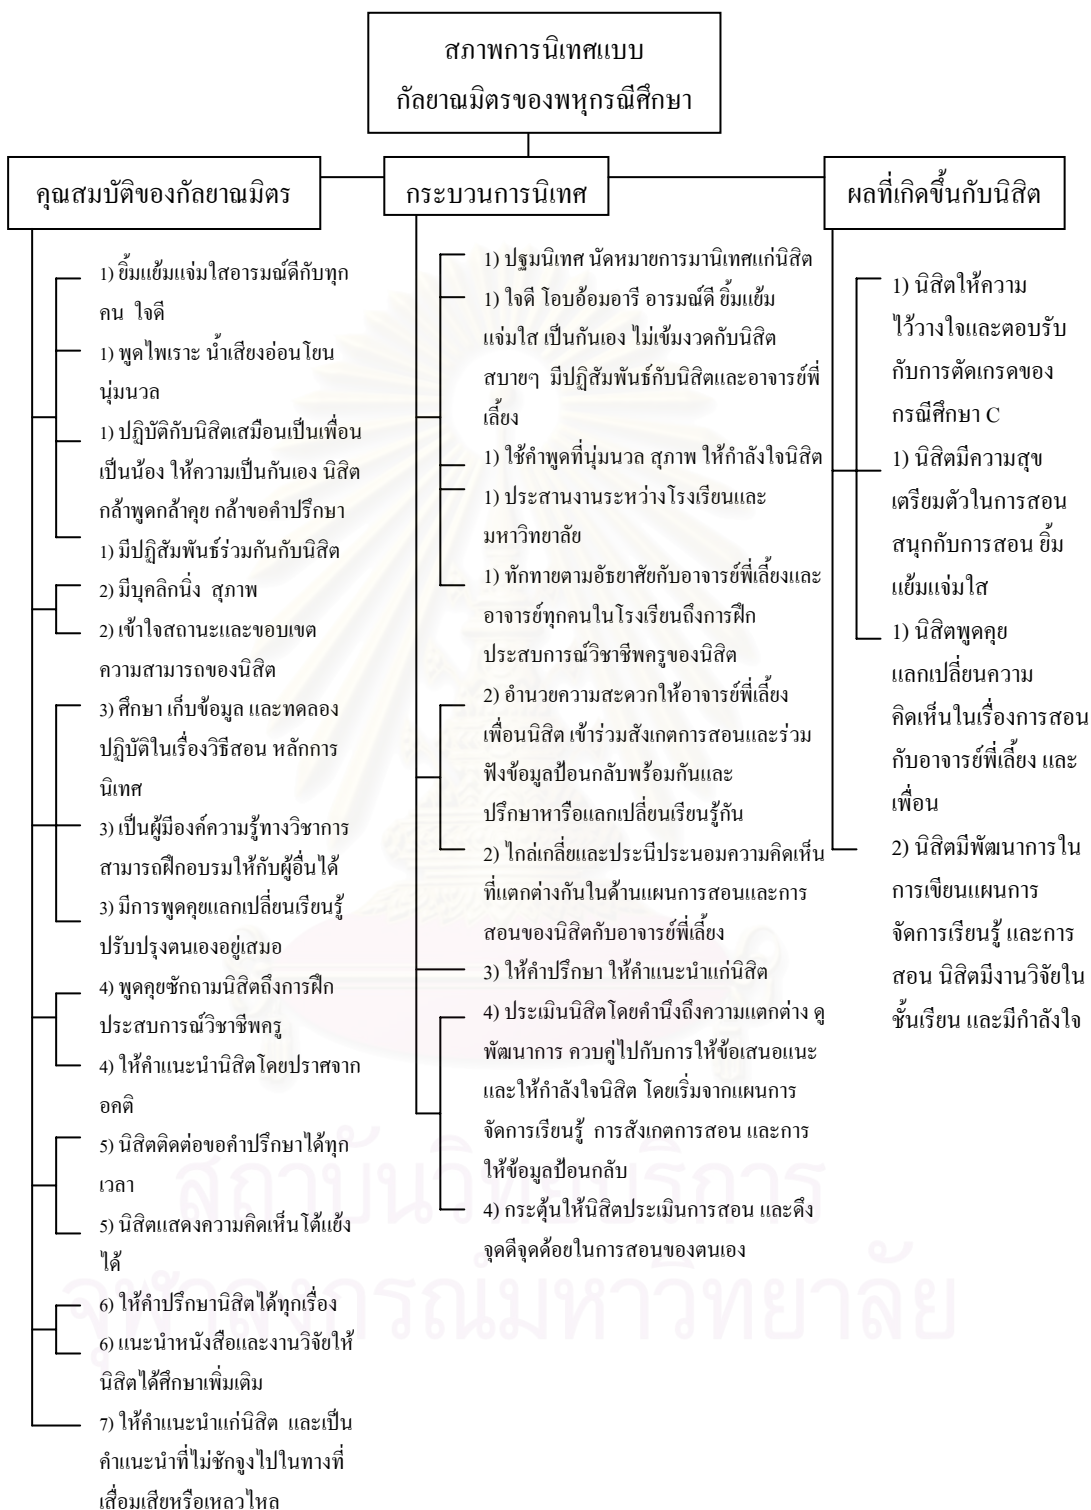 สภาพการนิเทศแบบ
กัลยาณมิตรของพหุกรณีศึกษา
คุณสมบัติของกัลยาณมิตร
1) ยิ้มแย้มแจ่มใสอารมณ์ดีกับทุก
คน ใจดี
1) พูดไพเราะ น้ำเสียงอ่อนโยน
นุ่มนวล
1) ปฏิบัติกับนิสิตเสมือนเป็นเพื่อน
เป็นน้อง ให้ความเป็นกันเอง นิสิต
กล้าพูดกล้าคุย กล้าขอคำปรึกษา
1) มีปฏิสัมพันธ์ร่วมกันกับนิสิต
2) มีบุคลิกนิ่ง สุภาพ
2) เข้าใจสถานะและขอบเขต
ความสามารถของนิสิต
3) ศึกษา เก็บข้อมูล และทดลอง
ปฏิบัติในเรื่องวิธีสอน หลักการ
นิเทศ
3) เป็นผู้มีองค์ความรู้ทางวิชาการ
สามารถฝึกอบรมให้กับผู้อื่นได้
3) มีการพูดคุยแลกเปลี่ยนเรียนรู้
ปรับปรุงตนเองอยู่เสมอ
4) พูดคุยซักถามนิสิตถึงการฝึก
ประสบการณ์วิชาชีพครู
4) ให้คำแนะนำนิสิตโดยปราศจาก
อคติ
5) นิสิตติดต่อขอคำปรึกษาได้ทุก
เวลา
5) นิสิตแสดงความคิดเห็นโต้แย้ง
ได้
6) ให้คำปรึกษานิสิตได้ทุกเรื่อง
6) แนะนำหนังสือและงานวิจัยให้
นิสิตได้ศึกษาเพิ่มเติม
7) ให้คำแนะนำแก่นิสิต และเป็น
คำแนะนำที่ไม่ชักจูงไปในทางที่
เสื่อมเสียหรือเหลวไหล
กระบวนการนิเทศ
1) ปฐมนิเทศ นัดหมายการมานิเทศแก่นิสิต
1) ใจดี โอบอ้อมอารี อารมณ์ดี ยิ้มแย้ม
แจ่มใส เป็นกันเอง ไม่เข้มงวดกับนิสิต
สบายๆ มีปฏิสัมพันธ์กับนิสิตและอาจารย์พี่
เลี้ยง
1) ใช้คำพูดที่นุ่มนวล สุภาพ ให้กำลังใจนิสิต
1) ประสานงานระหว่างโรงเรียนและ
มหาวิทยาลัย
1) ทักทายตามอัธยาศัยกับอาจารย์พี่เลี้ยงและ
อาจารย์ทุกคนในโรงเรียนถึงการฝึก
ประสบการณ์วิชาชีพครูของนิสิต
2) อำนวยความสะดวกให้อาจารย์พี่เลี้ยง
เพื่อนนิสิต เข้าร่วมสังเกตการสอนและร่วม
ฟังข้อมูลป้อนกลับพร้อมกันและ
ปรึกษาหารือแลกเปลี่ยนเรียนรู้กัน
2) ไกล่เกลี่ยและประนีประนอมความคิดเห็น
ที่แตกต่างกันในด้านแผนการสอนและการ
สอนของนิสิตกับอาจารย์พี่เลี้ยง
3) ให้คำปรึกษา ให้คำแนะนำแก่นิสิต
4) ประเมินนิสิตโดยคำนึงถึงความแตกต่าง ดู
พัฒนาการ ควบคู่ไปกับการให้ข้อเสนอแนะ
และให้กำลังใจนิสิต โดยเริ่มจากแผนการ
จัดการเรียนรู้ การสังเกตการสอน และการ
ให้ข้อมูลป้อนกลับ
4) กระตุ้นให้นิสิตประเมินการสอน และดึง
จุดดีจุดด้อยในการสอนของตนเอง
ผลที่เกิดขึ้นกับนิสิต
1) นิสิตให้ความ
ไว้วางใจและตอบรับ
กับการตัดเกรดของ
กรณีศึกษา C
1) นิสิตมีความสุข
เตรียมตัวในการสอน
สนุกกับการสอน ยิ้ม
แย้มแจ่มใส
1) นิสิตพูดคุย
แลกเปลี่ยนความ
คิดเห็นในเรื่องการสอน
กับอาจารย์พี่เลี้ยง และ
เพื่อน
2) นิสิตมีพัฒนาการใน
การเขียนแผนการ
จัดการเรียนรู้ และการ
สอน นิสิตมีงานวิจัยใน
ชั้นเรียน และมีกำลังใจ
สถาบันวิทยบริการ
จุฬาลงกรณ์มหาวิทยาลัย